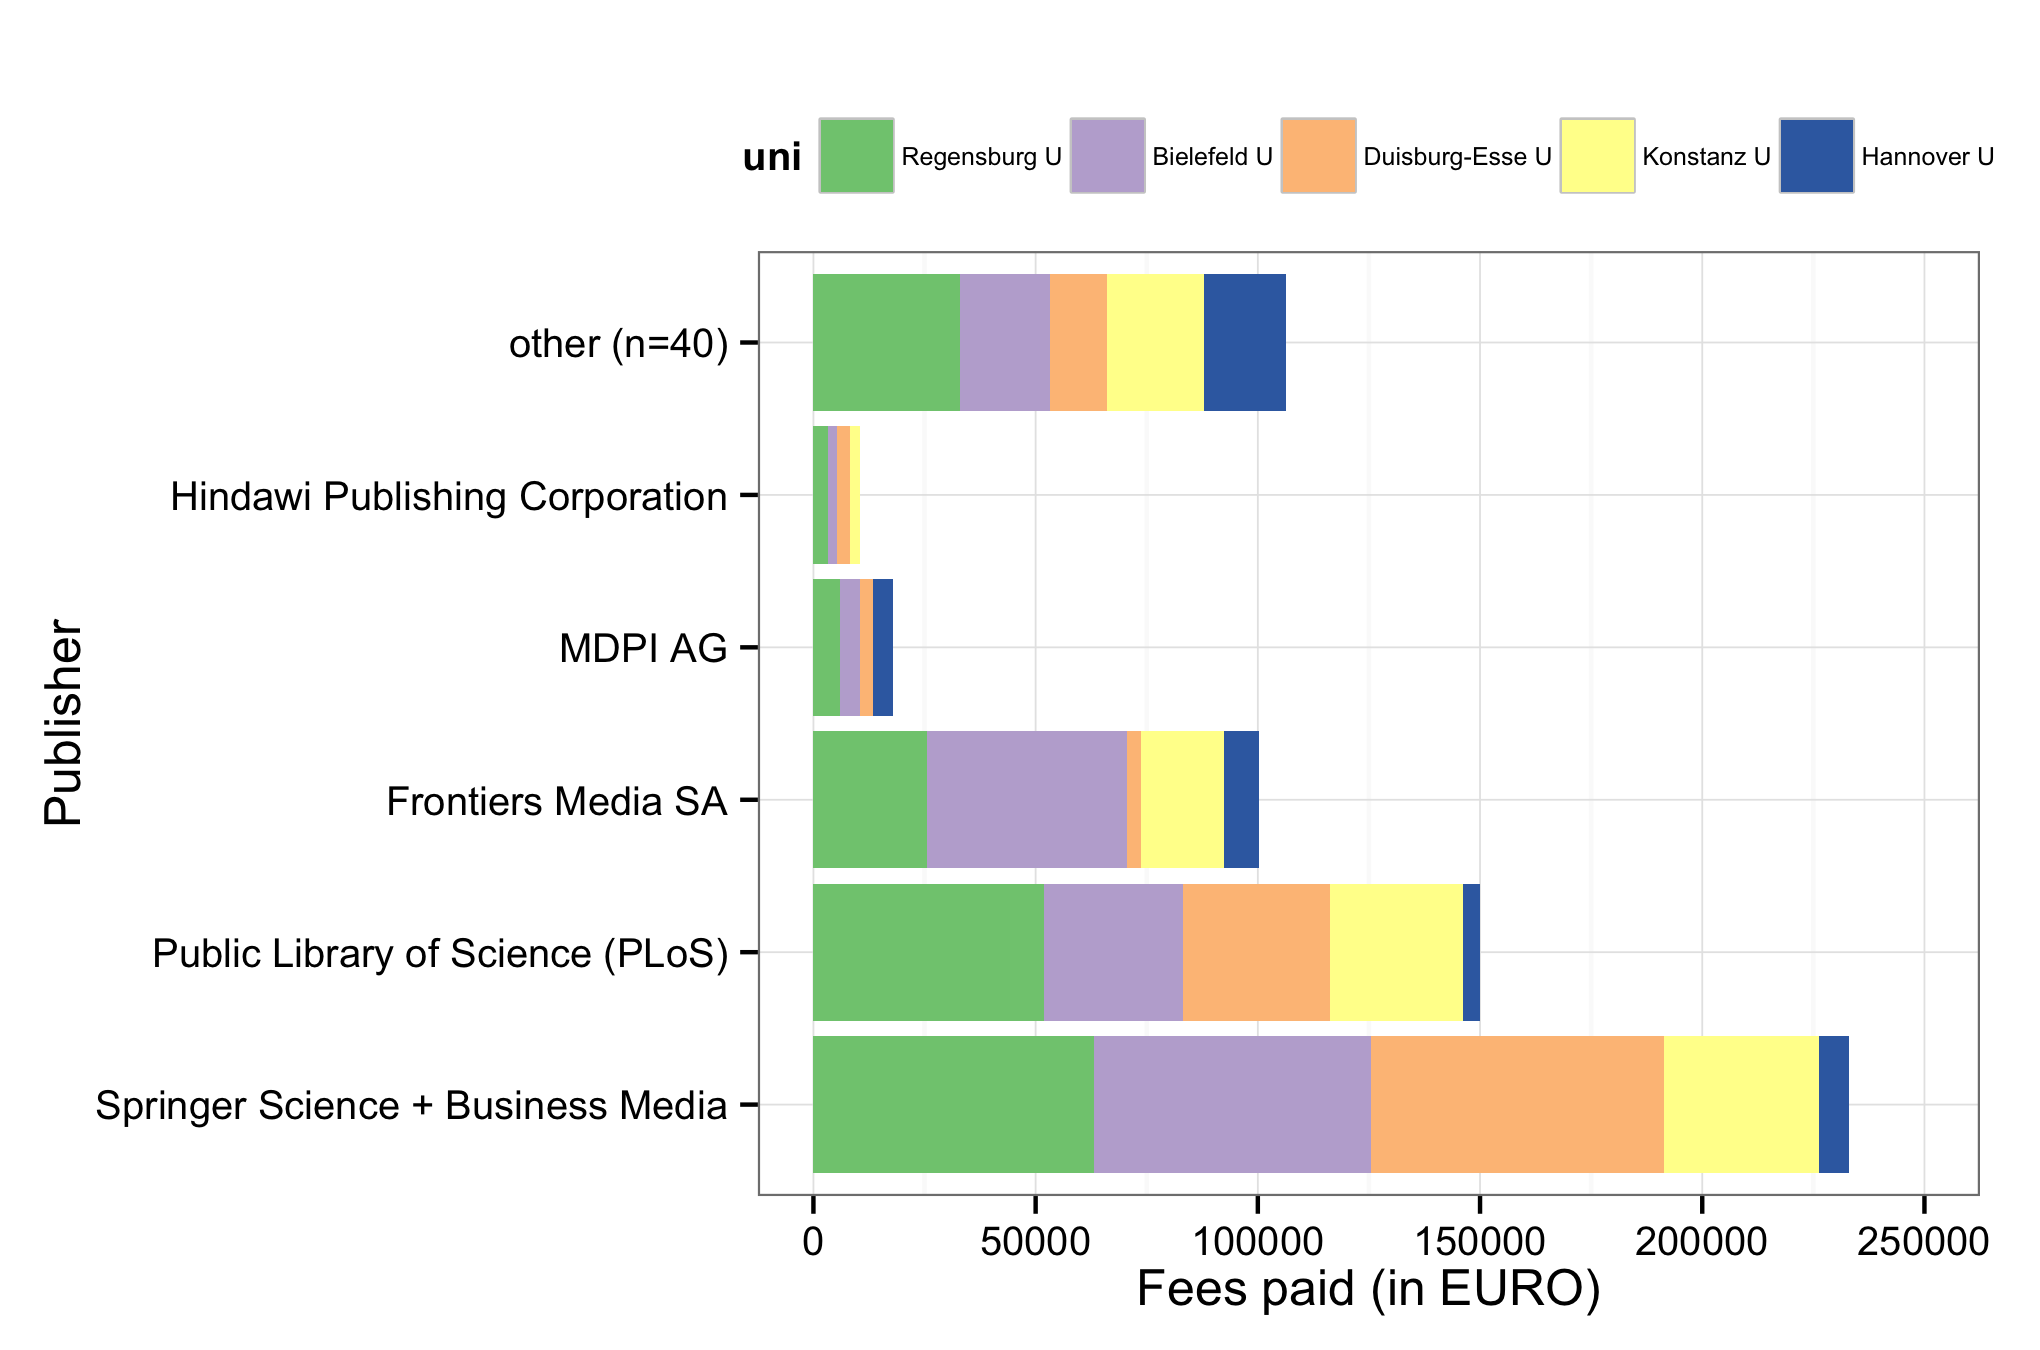 uni Regensburg U Bielefeld U Duisburg-Esse U Konstanz U Hannover U
other (n=40)
Hindawi Publishing Corporation
MDPI AG
Frontiers Media SA
Public Library of Science (PLoS)
Springer Science + Business Media
Publisher
0 50000 100000 150000 200000 250000
Fees paid (in EURO)